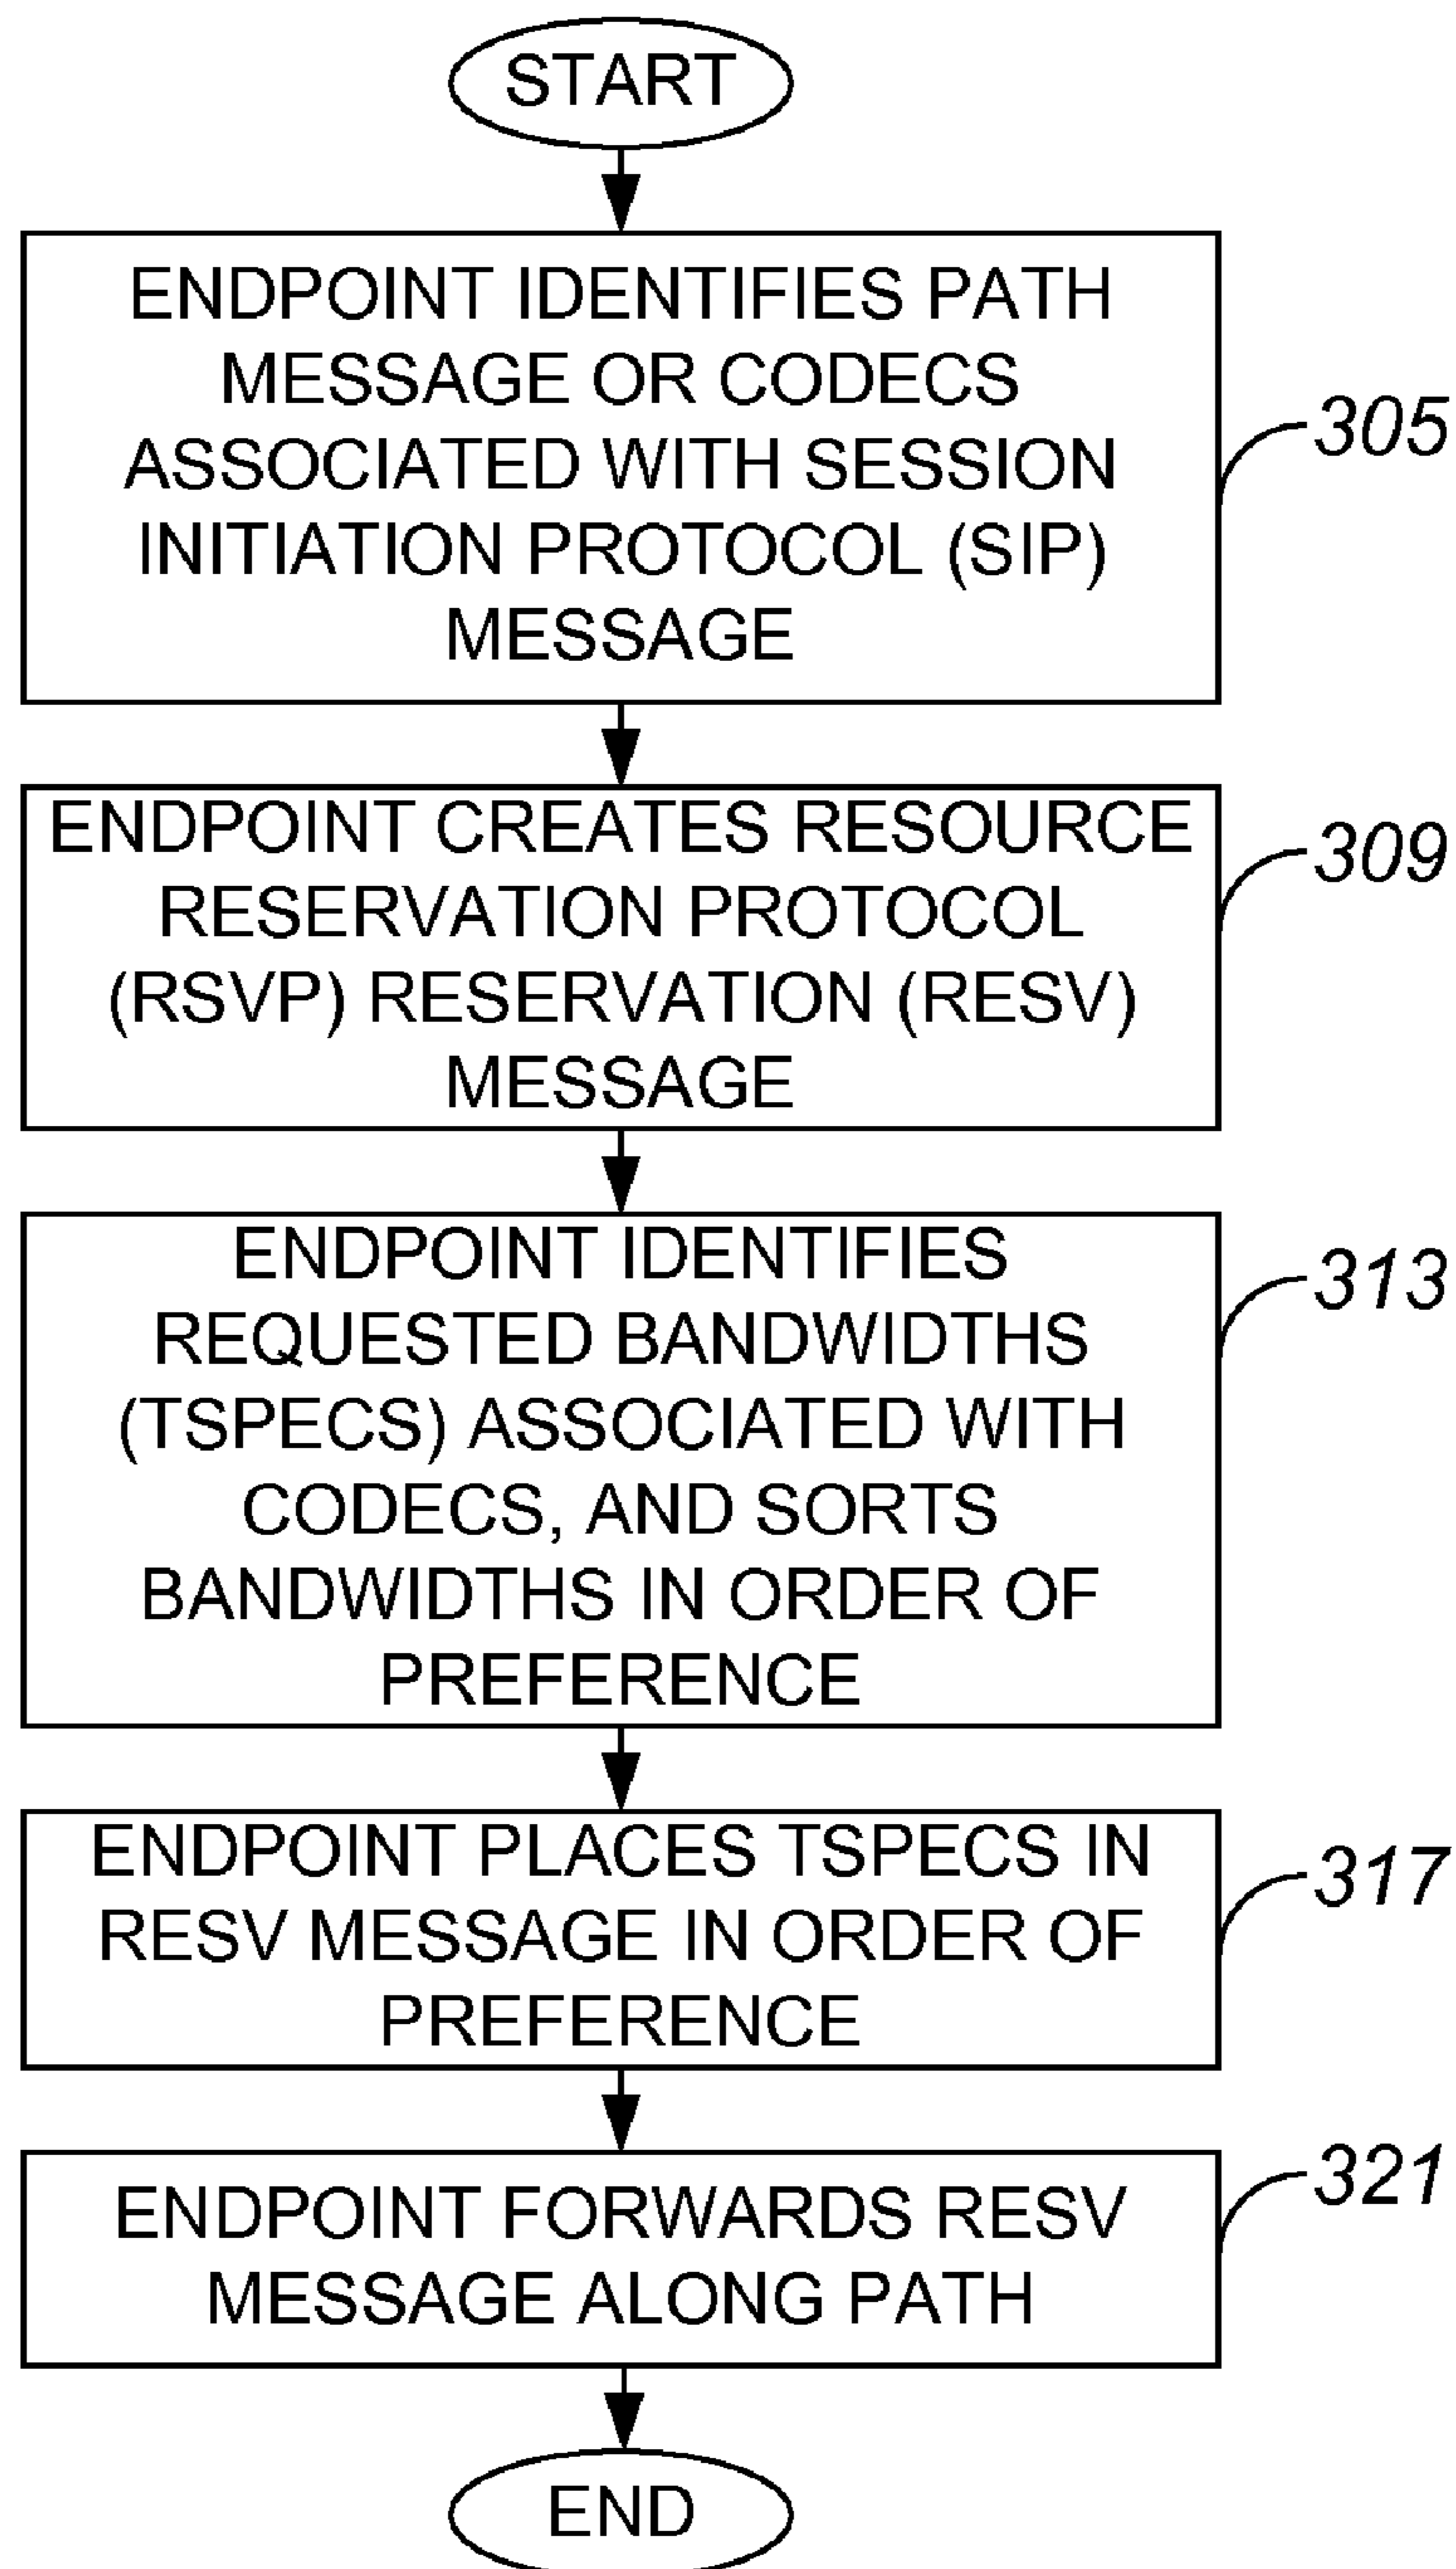 START
ENDPOINT IDENTIFIES PATH
MESSAGE OR CODECS
ASSOCIATED WITH SESSION
INITIATION PROTOCOL (SIP)
MESSAGE
305
ENDPOINT CREATES RESOURCE
RESERVATION PROTOCOL
(RSVP) RESERVATION (RESV)
MESSAGE
309
ENDPOINT IDENTIFIES
REQUESTED BANDWIDTHS
(TSPECS) ASSOCIATED WITH
CODECS, AND SORTS
BANDWIDTHS IN ORDER OF
PREFERENCE
313
ENDPOINT PLACES TSPECS IN
RESV MESSAGE IN ORDER OF
PREFERENCE
317
ENDPOINT FORWARDS RESV
MESSAGE ALONG PATH
321
END